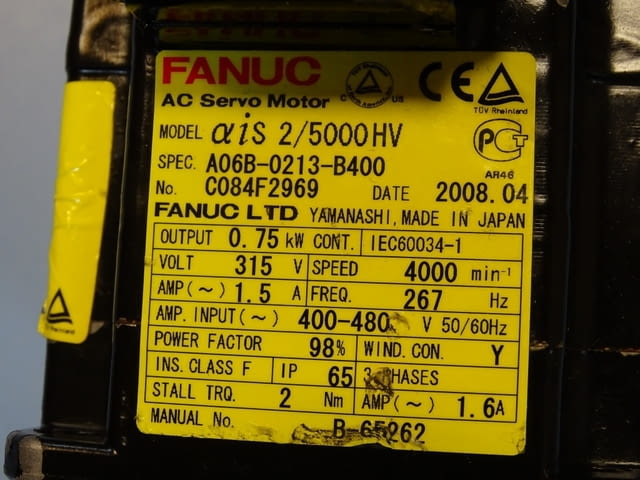 FANUC
C US
CE
TÜV Rheinland
AC Servo Motor
MODEL αiS 2/5000HV
SPEC. A06B-0213-B400
AR46
No. C084F2969 DATE 2008.04
FANUC LTD YAMANASHI, MADE IN JAPAN
OUTPUT 0.75 kW CONT. IEC60034-1
VOLT 315 V SPEED 4000 min-1
AMP(~) 1.5 A FREQ. 267 Hz
AMP. INPUT(~) 400-480 V 50/60Hz
POWER FACTOR 98% WIND. CON. Y
INS. CLASS F IP 65 3 PHASES
STALL TRQ. 2 Nm AMP(~) 1.6A
MANUAL No. B-65262
TÜV Rheinland